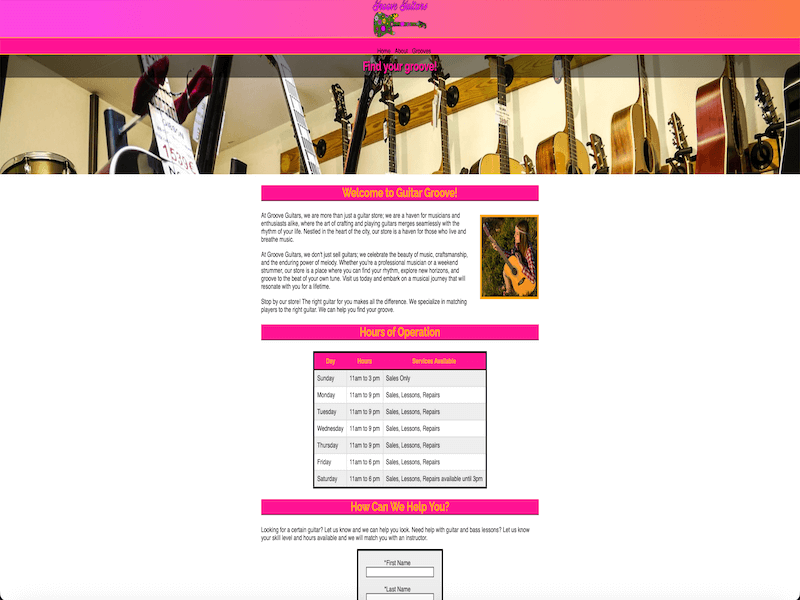 Groove Guitars
Home About Grooves
Find your groove!
Welcome to Guitar Groove!
At Groove Guitars, we are more than just a guitar store; we are a haven for musicians and
enthusiasts alike, where the art of crafting and playing guitars merges seamlessly with the
rhythm of your life. Nestled in the heart of the city, our store is a haven for those who live and
breathe music.
At Groove Guitars, we don't just sell guitars; we celebrate the beauty of music, craftsmanship,
and the enduring power of melody. Whether you're a professional musician or a weekend
strummer, our store is a place where you can find your rhythm, explore new horizons, and
groove to the beat of your own tune. Visit us today and embark on a musical journey that will
resonate with you for a lifetime.
Stop by our store! The right guitar for you makes all the difference. We specialize in matching
players to the right guitar. We can help you find your groove.
Hours of Operation
Day Hours Services Available
Sunday 11am to 3 pm Sales Only
Monday 11am to 9 pm Sales, Lessons, Repairs
Tuesday 11am to 9 pm Sales, Lessons, Repairs
Wednesday 11am to 9 pm Sales, Lessons, Repairs
Thursday 11am to 9 pm Sales, Lessons, Repairs
Friday 11am to 6 pm Sales, Lessons, Repairs
Saturday 11am to 6 pm Sales, Lessons, Repairs available until 3pm
How Can We Help You?
Looking for a certain guitar? Let us know and we can help you look. Need help with guitar and bass lessons? Let us know
your skill level and hours available and we will match you with an instructor.
*First Name
*Last Name